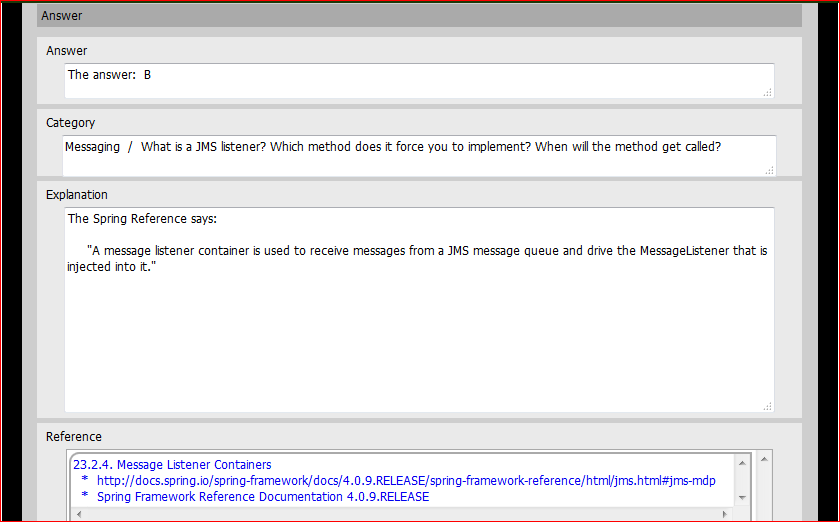 Answer
Answer
The answer:  B
Category
Messaging  /  What is a JMS listener? Which method does it force you to implement? When will the method get called?
Explanation
The Spring Reference says:
"A message listener container is used to receive messages from a JMS message queue and drive the MessageListener that is
injected into it."
Reference
23.2.4. Message Listener Containers
*  http://docs.spring.io/spring-framework/docs/4.0.9.RELEASE/spring-framework-reference/html/jms.html#jms-mdp
*  Spring Framework Reference Documentation 4.0.9.RELEASE